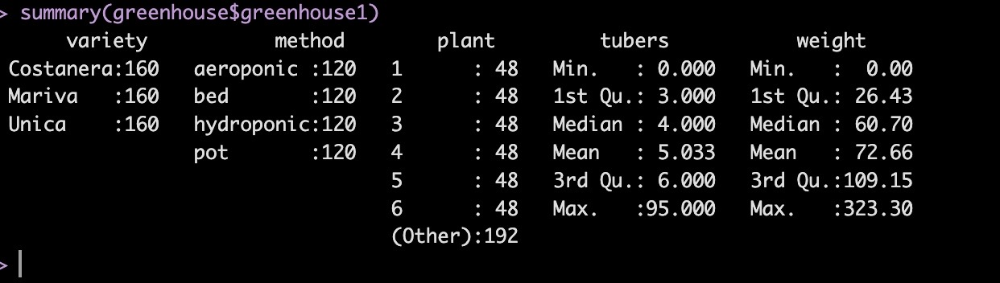 > summary(greenhouse$greenhouse1)
      variety           method        plant         tubers           weight
Costanera:160   aeroponic :120   1      : 48   Min.   : 0.000   Min.   :  0.00
Mariva   :160   bed       :120   2      : 48   1st Qu.: 3.000   1st Qu.: 26.43
Unica    :160   hydroponic:120   3      : 48   Median : 4.000   Median : 60.70
                pot       :120   4      : 48   Mean   : 5.033   Mean   : 72.66
                                 5      : 48   3rd Qu.: 6.000   3rd Qu.:109.15
                                 6      : 48   Max.   :95.000   Max.   :323.30
                                 (Other):192
>